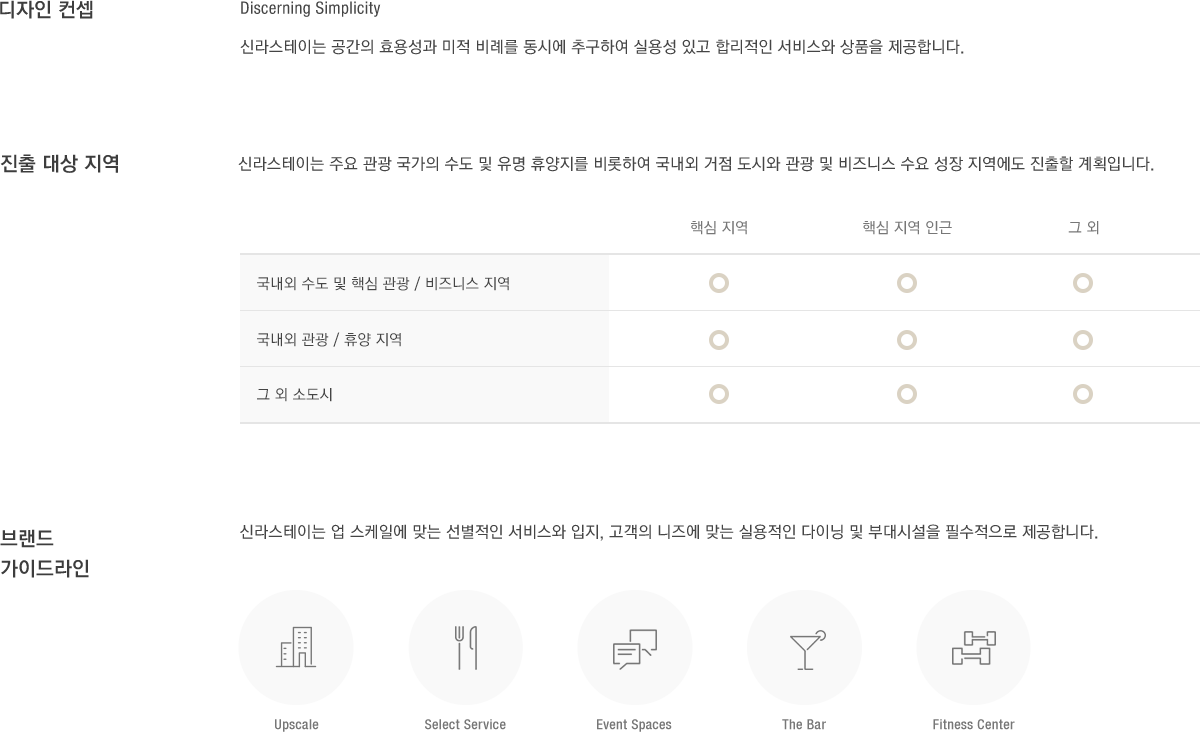 디자인 컨셉
Discerning Simplicity
신라스테이는 공간의 효용성과 미적 비례를 동시에 추구하여 실용성 있고 합리적인 서비스와 상품을 제공합니다.
진출 대상 지역
신라스테이는 주요 관광 국가의 수도 및 유명 휴양지를 비롯하여 국내외 거점 도시와 관광 및 비즈니스 수요 성장 지역에도 진출할 계획입니다.
핵심 지역 핵심 지역 인근 그 외
국내외 수도 및 핵심 관광 / 비즈니스 지역
국내외 관광 / 휴양 지역
그 외 소도시
브랜드
가이드라인
신라스테이는 업 스케일에 맞는 선별적인 서비스와 입지, 고객의 니즈에 맞는 실용적인 다이닝 및 부대시설을 필수적으로 제공합니다.
Upscale Select Service Event Spaces The Bar Fitness Center